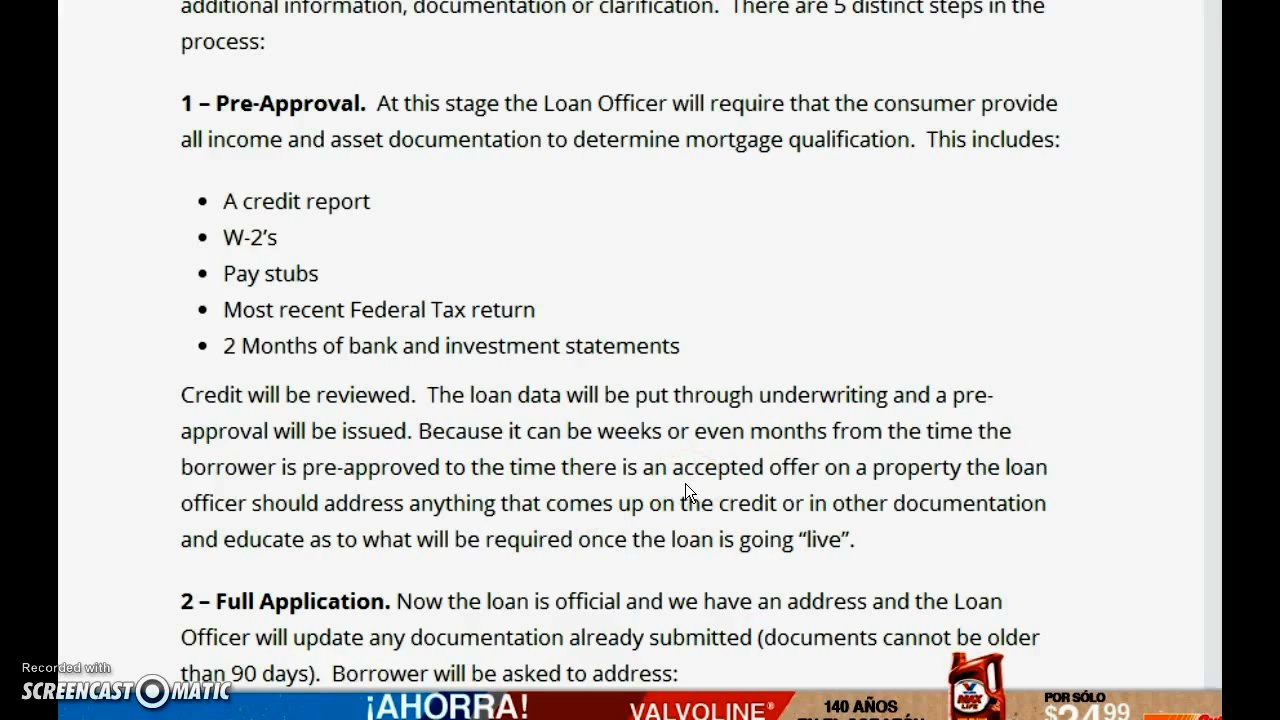 additional information, documentation or clarification.  There are 5 distinct steps in the
process:
1 – Pre-Approval.  At this stage the Loan Officer will require that the consumer provide
all income and asset documentation to determine mortgage qualification.  This includes:
• A credit report
• W-2’s
• Pay stubs
• Most recent Federal Tax return
• 2 Months of bank and investment statements
Credit will be reviewed.  The loan data will be put through underwriting and a pre-
approval will be issued. Because it can be weeks or even months from the time the
borrower is pre-approved to the time there is an accepted offer on a property the loan
officer should address anything that comes up on the credit or in other documentation
and educate as to what will be required once the loan is going “live”.
2 – Full Application. Now the loan is official and we have an address and the Loan
Officer will update any documentation already submitted (documents cannot be older
than 90 days).  Borrower will be asked to address:
Recorded with
SCREENCAST-O-MATIC
¡AHORRA!
VALVOLINE®
140 AÑOS
VALVOLINE
MAX
LIFE
POR SÓLO